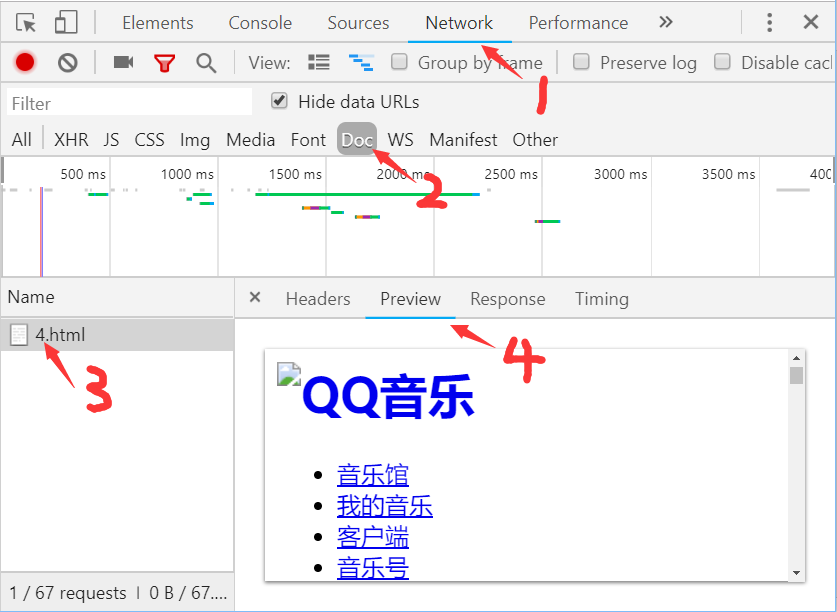 Elements Console Sources Network Performance »
View: Group by frame Preserve log Disable cac
1
Filter Hide data URLs
All XHR JS CSS Img Media Font Doc WS Manifest Other
500 ms 1000 ms 1500 ms 2000 ms 2500 ms 3000 ms 3500 ms 400
2
Name
Headers Preview Response Timing
4.html
3
4
QQ音乐
音乐馆
我的音乐
客户端
音乐号
1 / 67 requests | 0 B / 67....